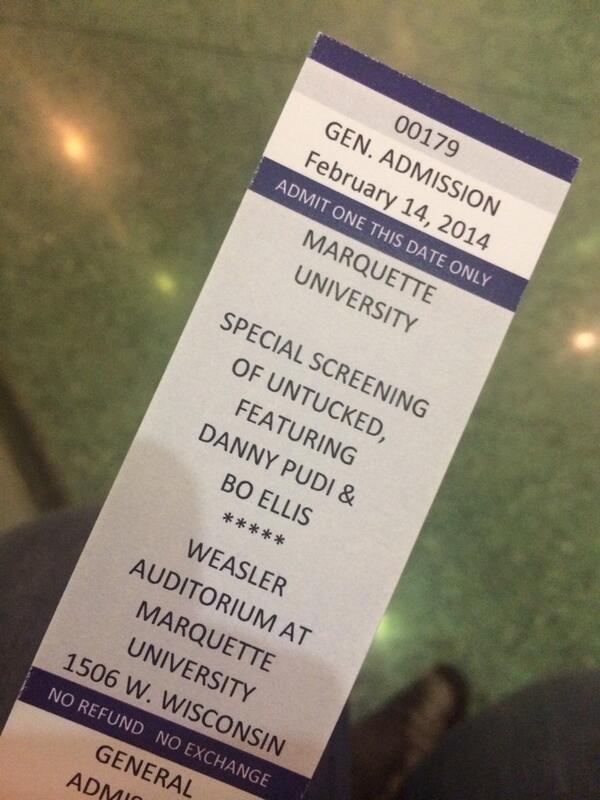 00179
GEN. ADMISSION
February 14, 2014
ADMIT ONE THIS DATE ONLY
MARQUETTE
UNIVERSITY
SPECIAL SCREENING
OF UNTUCKED,
FEATURING
DANNY PUDI &
BO ELLIS
*****
WEASLER
AUDITORIUM AT
MARQUETTE
UNIVERSITY
1506 W. WISCONSIN
NO REFUND NO EXCHANGE
GENERAL